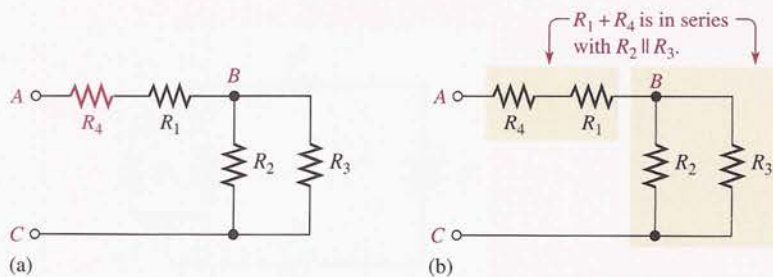 A
R4
R1
B
R2
R3
C
(a)
R1 + R4 is in series
with R2 || R3.
A
R4
R1
B
R2
R3
C
(b)